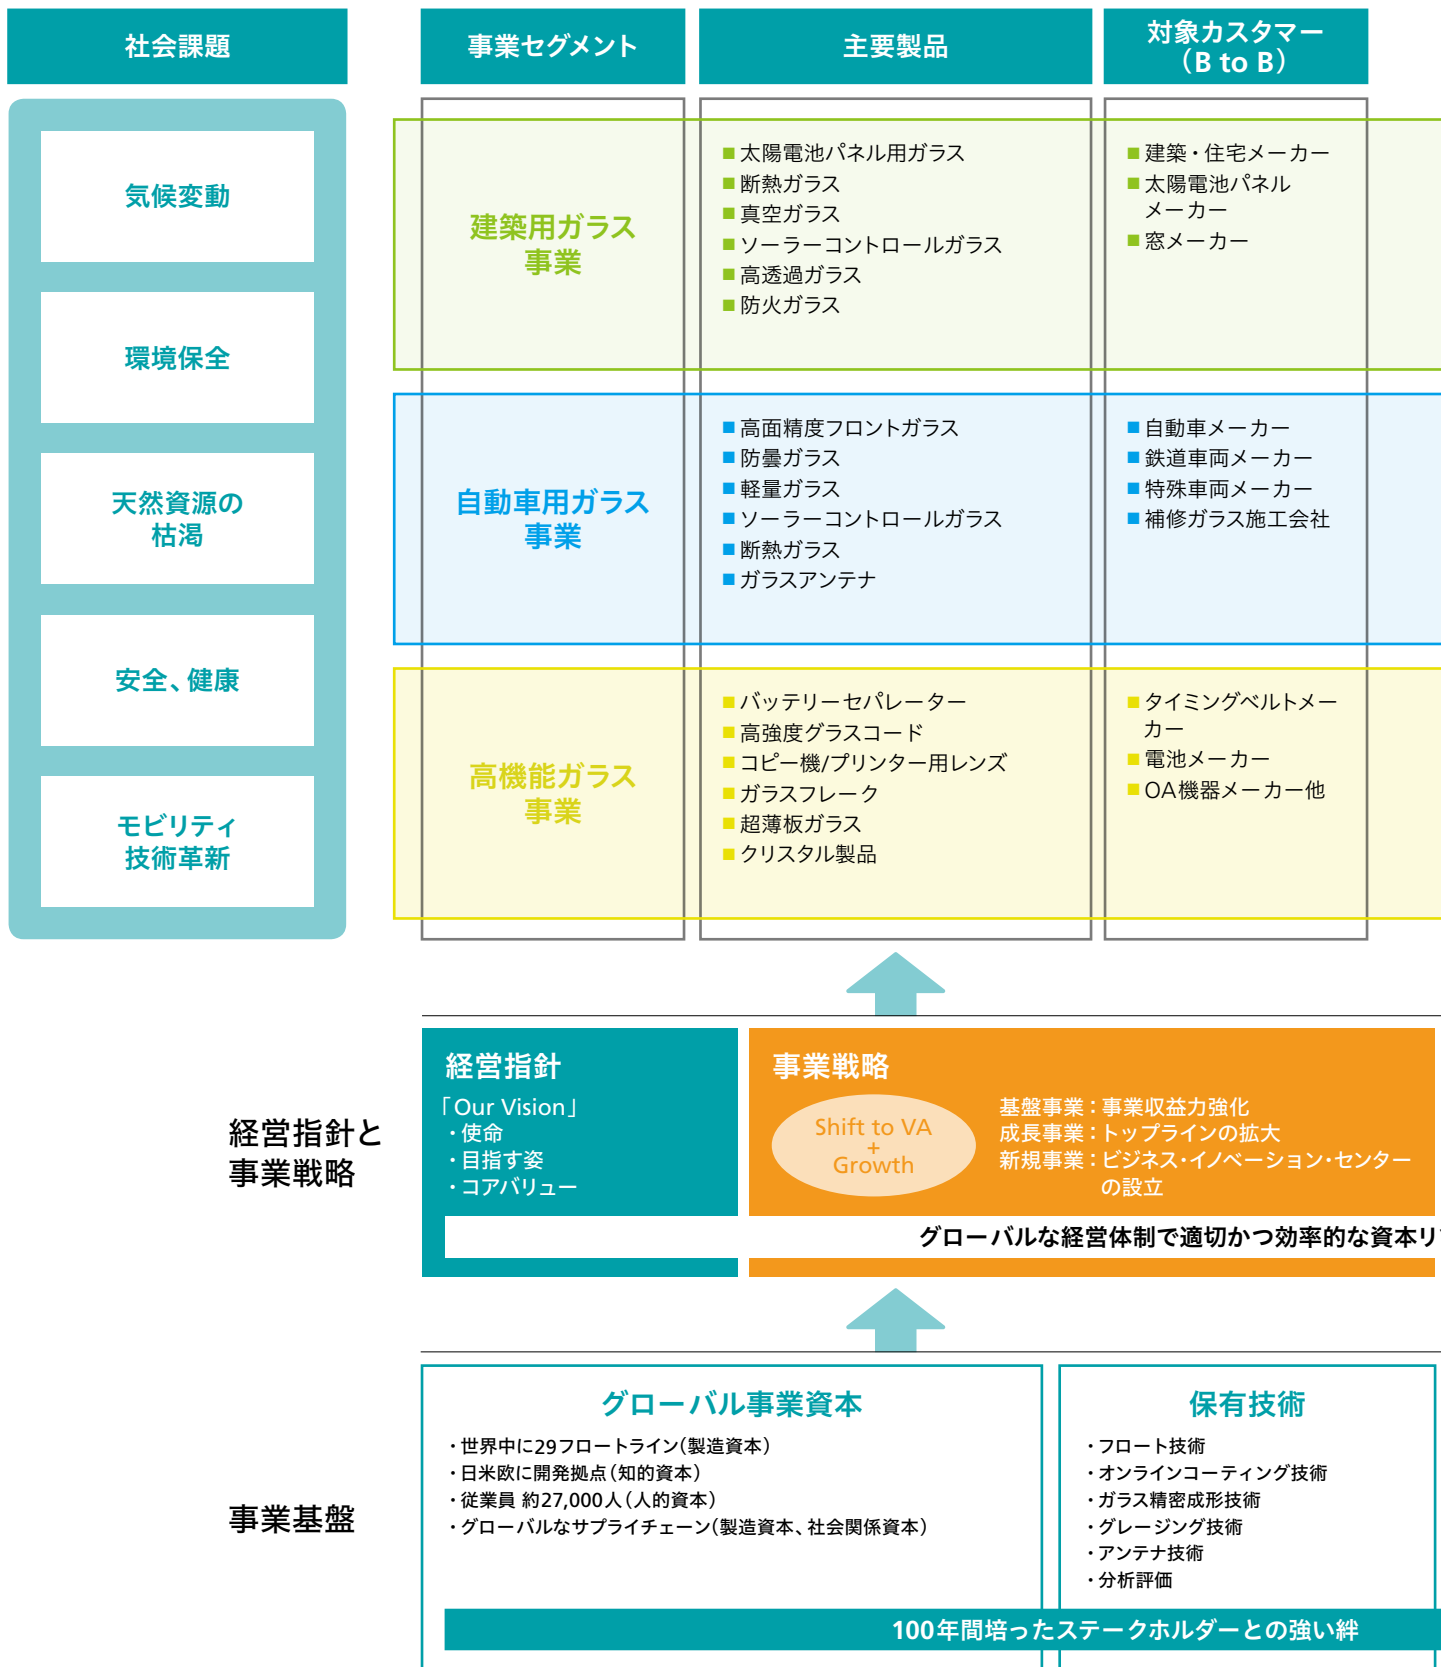 社会課題
気候変動
環境保全
天然資源の
枯渇
安全、健康
モビリティ
技術革新
事業セグメント
主要製品
対象カスタマー
（B to B）
建築用ガラス
事業
■太陽電池パネル用ガラス
■断熱ガラス
■真空ガラス
■ソーラーコントロールガラス
■高透過ガラス
■防火ガラス
■建築・住宅メーカー
■太陽電池パネル
メーカー
■窓メーカー
自動車用ガラス
事業
■高面精度フロントガラス
■防曇ガラス
■軽量ガラス
■ソーラーコントロールガラス
■断熱ガラス
■ガラスアンテナ
■自動車メーカー
■鉄道車両メーカー
■特殊車両メーカー
■補修ガラス施工会社
高機能ガラス
事業
■バッテリーセパレーター
■高強度グラスコード
■コピー機/プリンター用レンズ
■ガラスフレーク
■超薄板ガラス
■クリスタル製品
■タイミングベルトメー
カー
■電池メーカー
■OA機器メーカー他
経営指針と
事業戦略
経営指針
「Our Vision」
・使命
・目指す姿
・コアバリュー
事業戦略
Shift to VA
+
Growth
基盤事業：事業収益力強化
成長事業：トップラインの拡大
新規事業：ビジネス・イノベーション・センター
の設立
グローバルな経営体制で適切かつ効率的な資本リ
事業基盤
グローバル事業資本
・世界中に29フロートライン（製造資本）
・日米欧に開発拠点（知的資本）
・従業員 約27,000人（人的資本）
・グローバルなサプライチェーン（製造資本、社会関係資本）
保有技術
・フロート技術
・オンラインコーティング技術
・ガラス精密成形技術
・グレージング技術
・アンテナ技術
・分析評価
100年間培ったステークホルダーとの強い絆